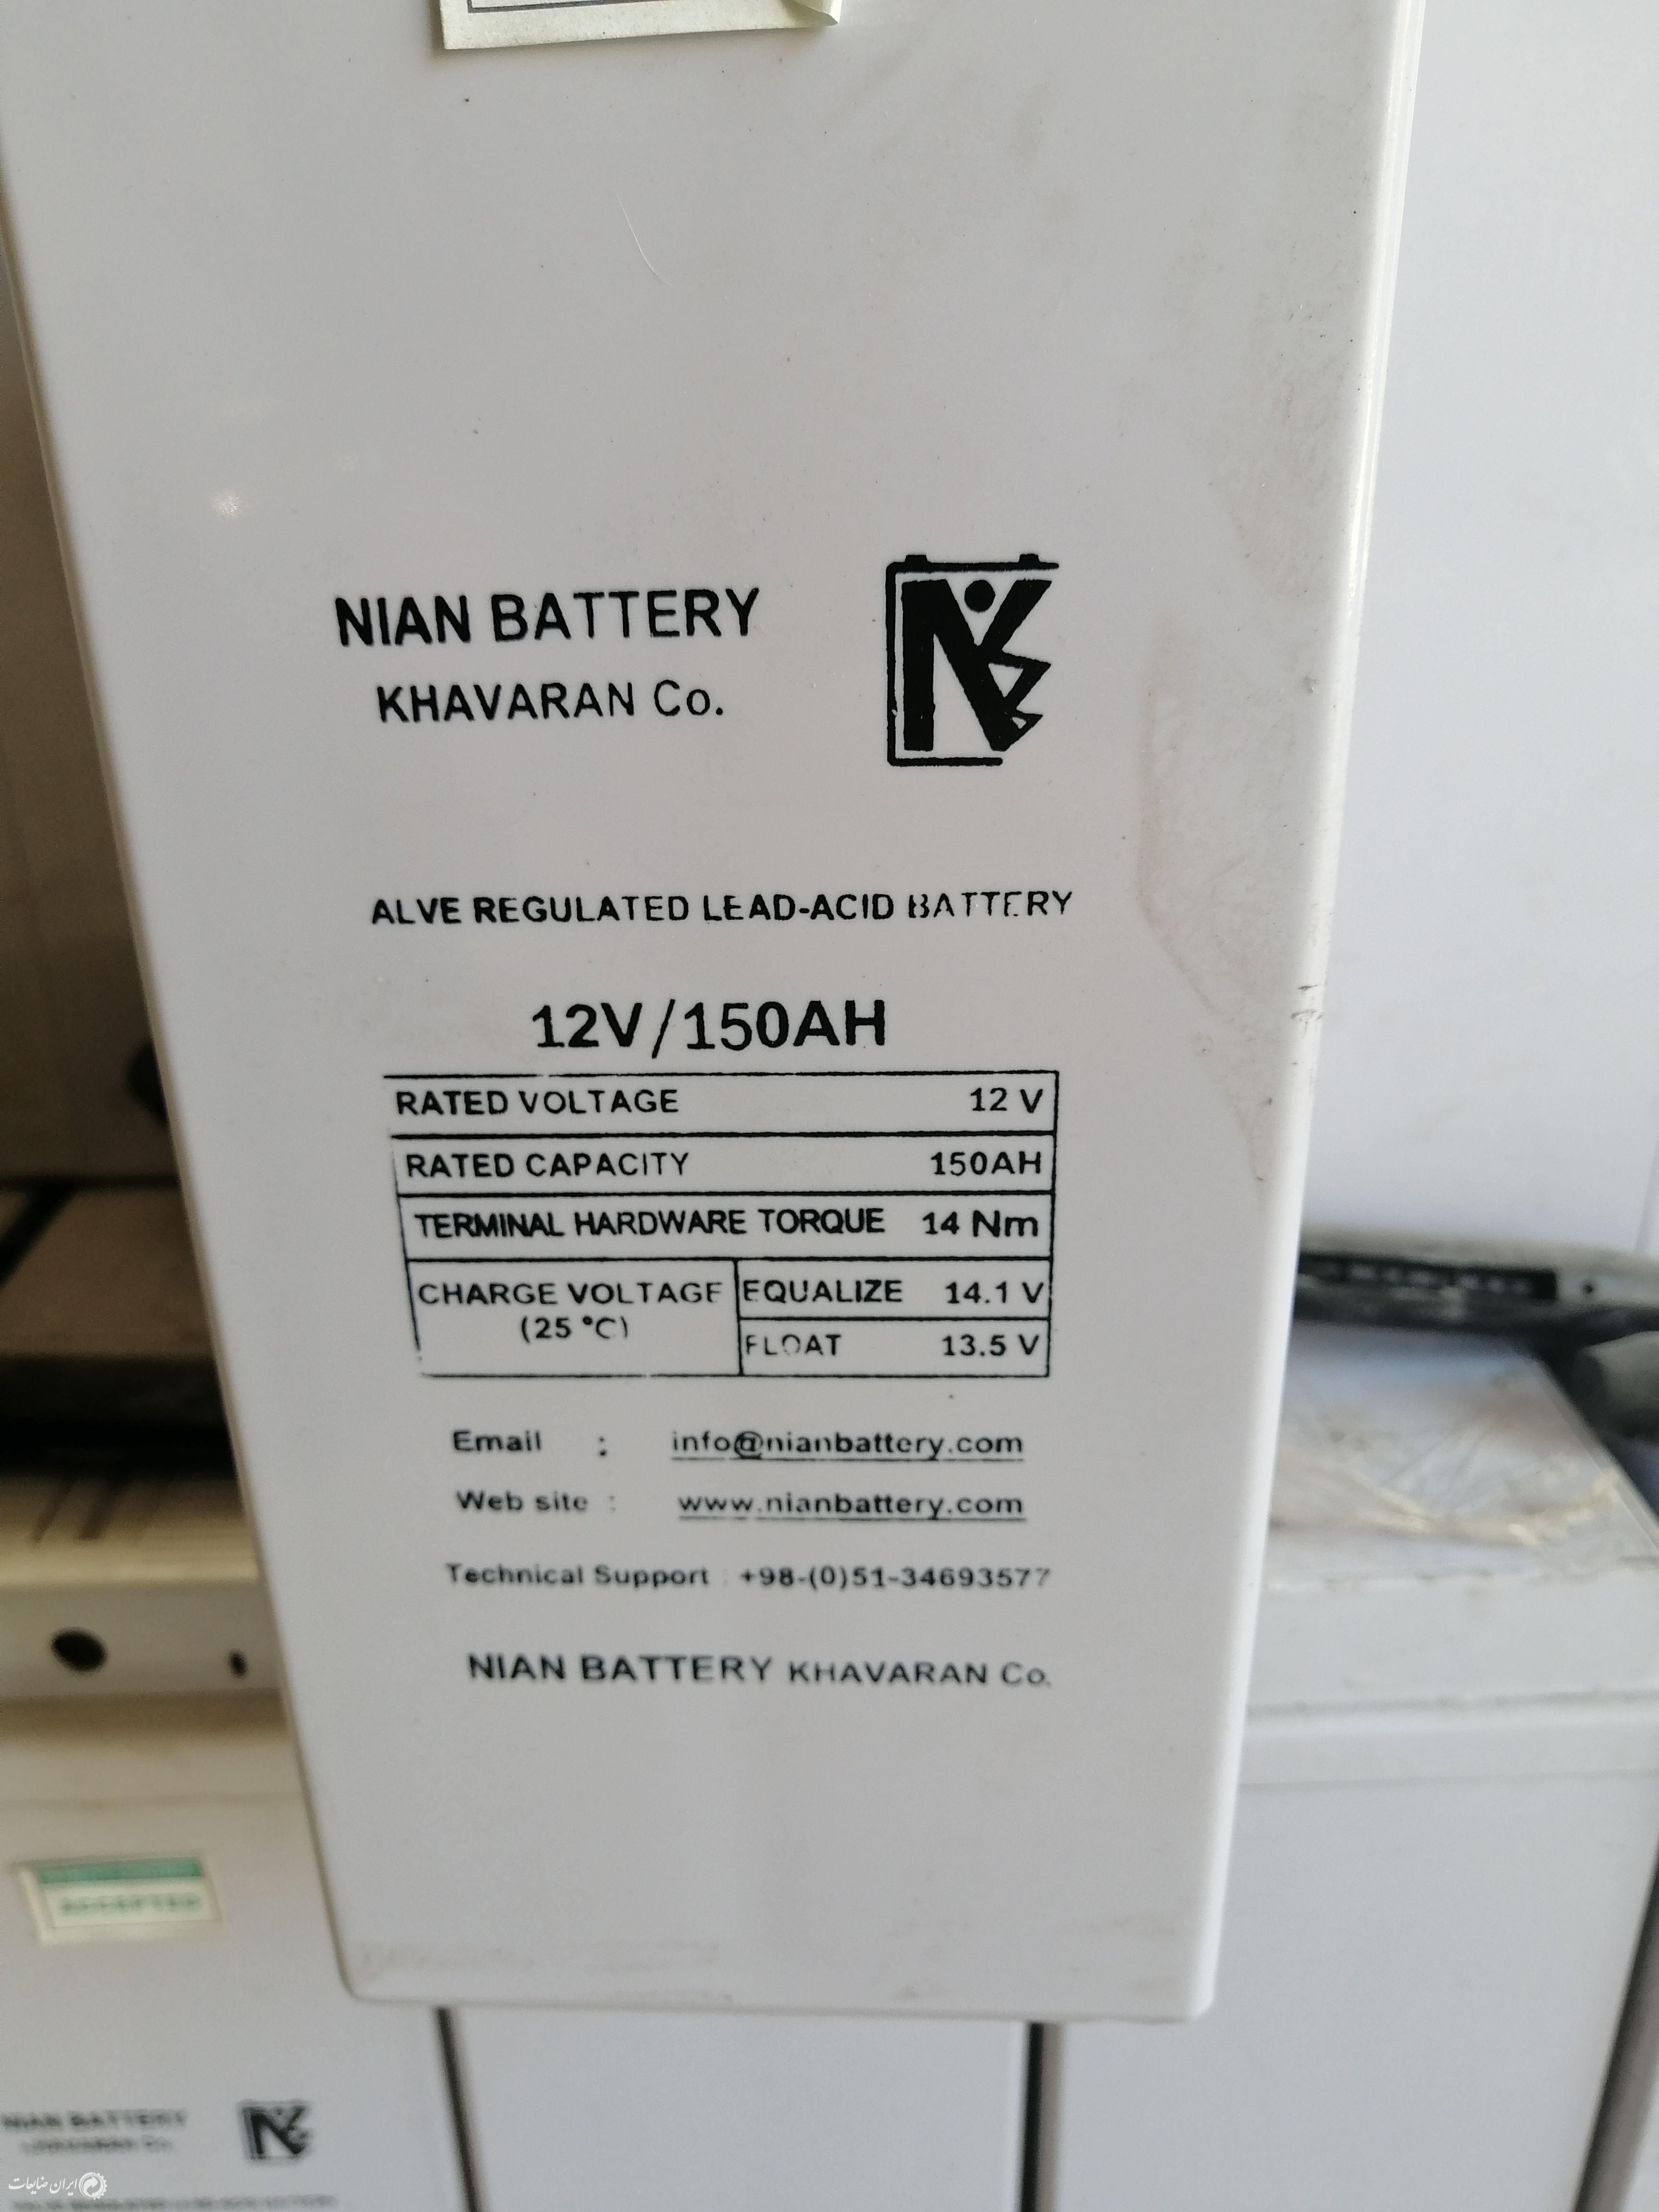 NIAN BATTERY
KHAVARAN Co.
ALVE REGULATED LEAD-ACID BATTERY
12V/150AH
RATED VOLTAGE 12 V
RATED CAPACITY 150AH
TERMINAL HARDWARE TORQUE 14 Nm
CHARGE VOLTAGE (25 °C)
EQUALIZE 14.1 V
FLOAT 13.5 V
Email : info@nianbattery.com
Web site : www.nianbattery.com
Technical Support : +98-(0)51-34693577
NIAN BATTERY KHAVARAN Co.
ACCEPTED
NIAN BATTERY
KHAVARAN Co.
ایران ضایعات